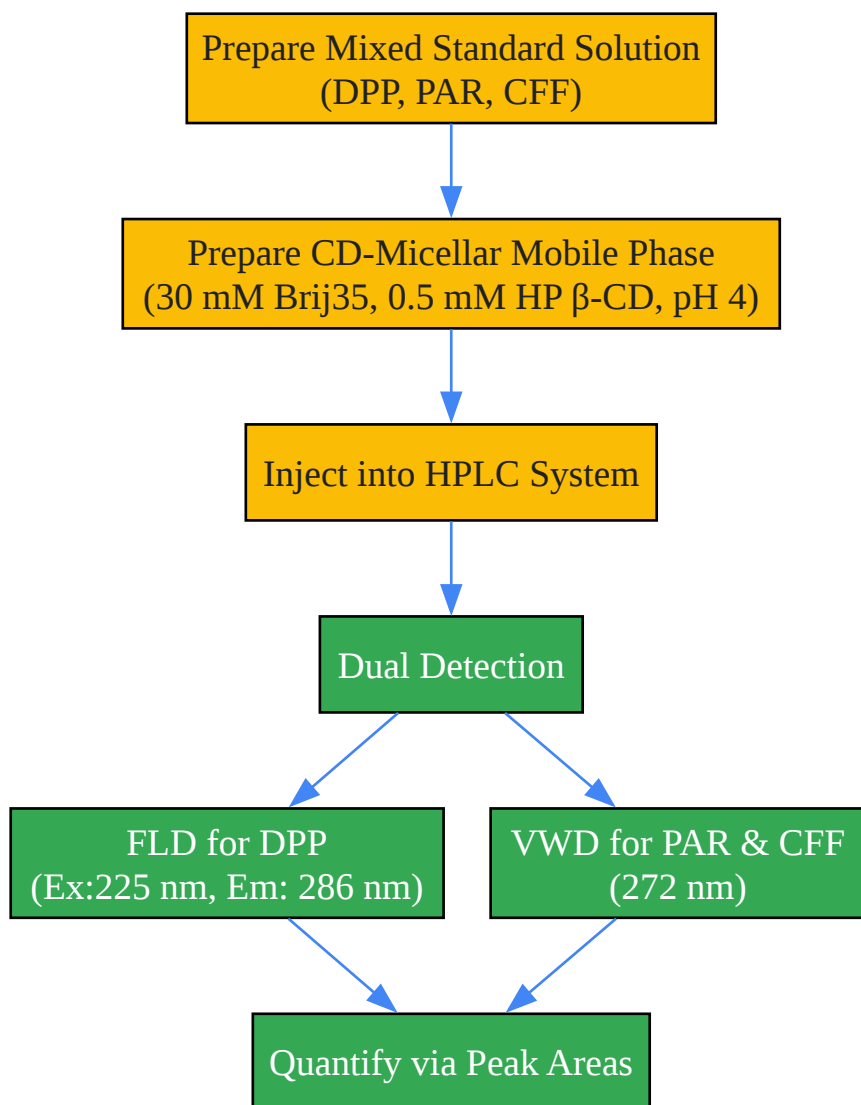 Prepare Mixed Standard Solution
(DPP, PAR, CFF)
Prepare CD-Micellar Mobile Phase
(30 mM Brij35, 0.5 mM HP β-CD, pH 4)
Inject into HPLC System
Dual Detection
FLD for DPP
(Ex:225 nm, Em: 286 nm)
VWD for PAR & CFF
(272 nm)
Quantify via Peak Areas